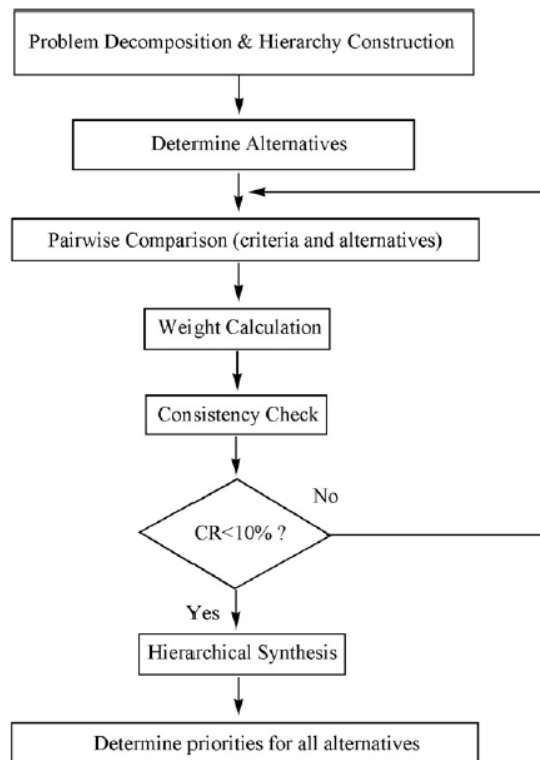 Problem Decomposition & Hierarchy Construction
Determine Alternatives
Pairwise Comparison (criteria and alternatives)
Weight Calculation
Consistency Check
No
CR<10% ?
Yes
Hierarchical Synthesis
Determine priorities for all alternatives